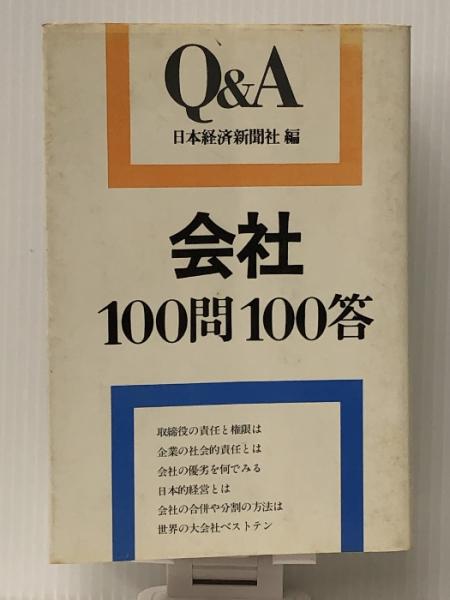 Q&A
日本経済新聞社 編
会社
100問100答
取締役の責任と権限は
企業の社会的責任とは
会社の優劣を何でみる
日本的経営とは
会社の合併や分割の方法は
世界の大会社ベストテン